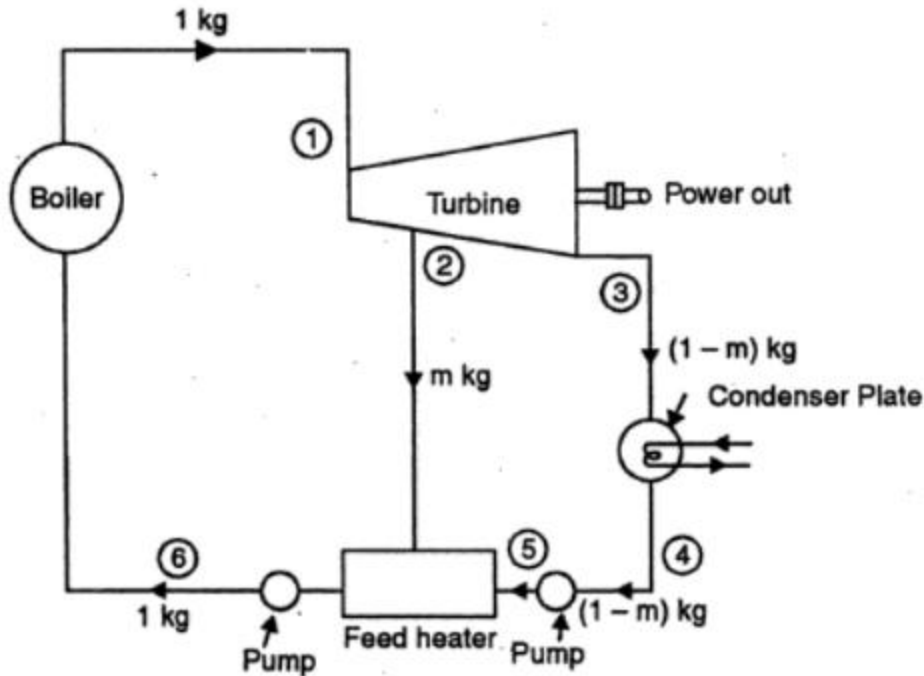 1 kg
1
Boiler
Turbine
Power out
2
3
(1 – m) kg
m kg
Condenser Plate
6
5
4
1 kg
(1 – m) kg
Feed heater
Pump
Pump